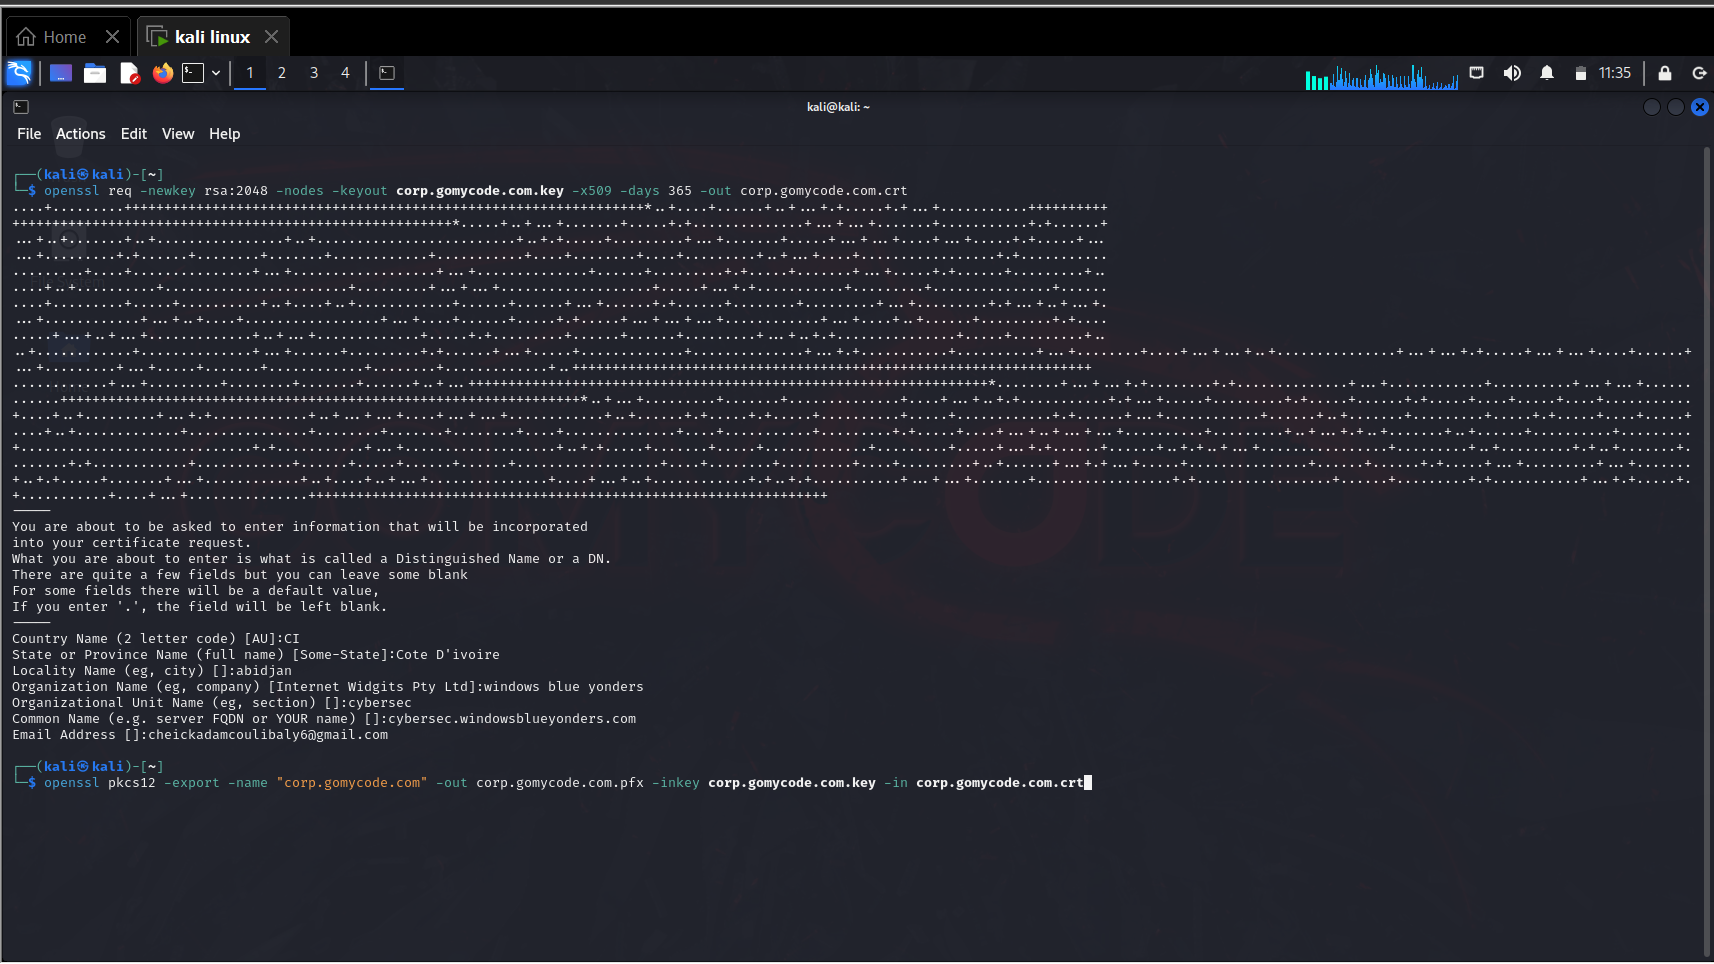 Home
kali linux
1 2 3 4
11:35
kali@kali: ~
File Actions Edit View Help
┌──(kali㉿kali)-[~]
└─$ openssl req -newkey rsa:2048 -nodes -keyout corp.gomycode.com.key -x509 -days 365 -out corp.gomycode.com.crt
-----
You are about to be asked to enter information that will be incorporated
into your certificate request.
What you are about to enter is what is called a Distinguished Name or a DN.
There are quite a few fields but you can leave some blank
For some fields there will be a default value,
If you enter '.', the field will be left blank.
-----
Country Name (2 letter code) [AU]:CI
State or Province Name (full name) [Some-State]:Cote D'ivoire
Locality Name (eg, city) []:abidjan
Organization Name (eg, company) [Internet Widgits Pty Ltd]:windows blue yonders
Organizational Unit Name (eg, section) []:cybersec
Common Name (e.g. server FQDN or YOUR name) []:cybersec.windowsblueyonders.com
Email Address []:cheickadamcoulibaly6@gmail.com
┌──(kali㉿kali)-[~]
└─$ openssl pkcs12 -export -name "corp.gomycode.com" -out corp.gomycode.com.pfx -inkey corp.gomycode.com.key -in corp.gomycode.com.crt